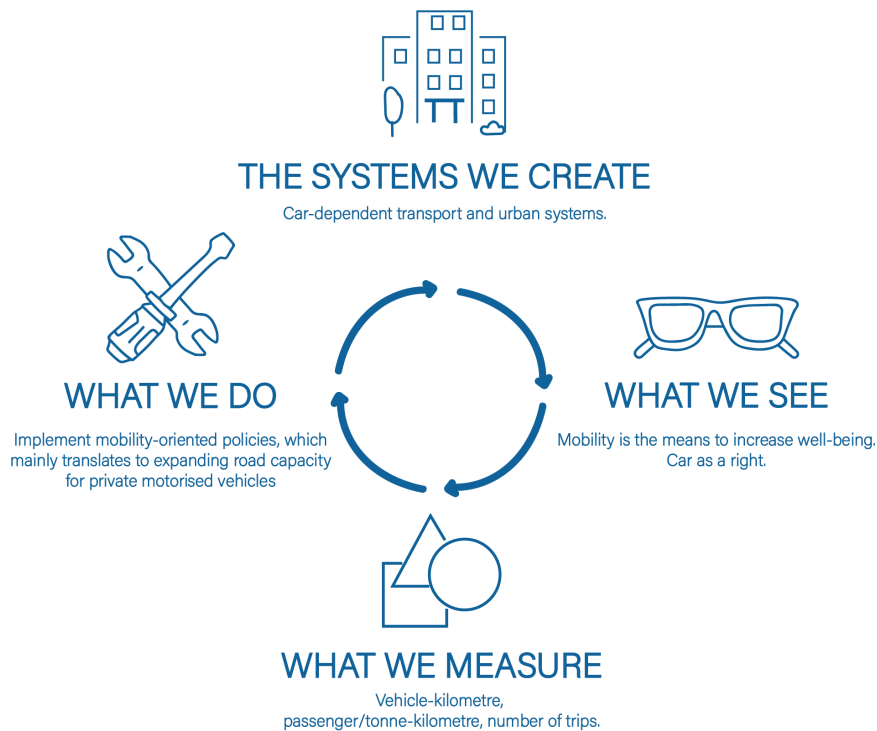 THE SYSTEMS WE CREATE
Car-dependent transport and urban systems.
WHAT WE DO
Implement mobility-oriented policies, which
mainly translates to expanding road capacity
for private motorised vehicles
WHAT WE SEE
Mobility is the means to increase well-being.
Car as a right.
WHAT WE MEASURE
Vehicle-kilometre,
passenger/tonne-kilometre, number of trips.